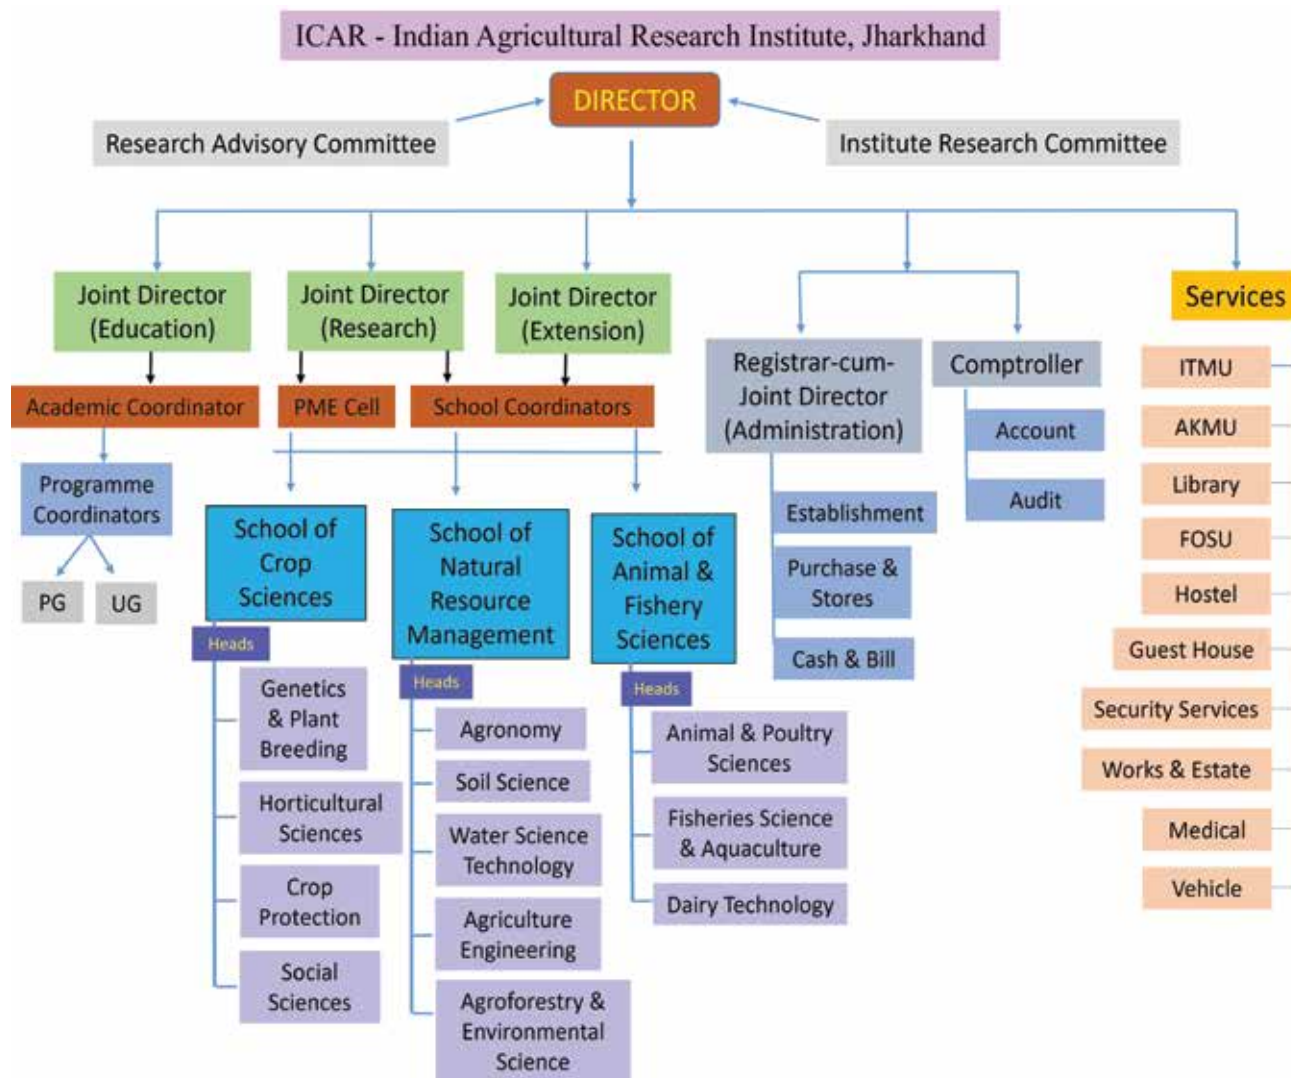 ICAR - Indian Agricultural Research Institute, Jharkhand
DIRECTOR
Research Advisory Committee
Institute Research Committee
Joint Director
(Education)
Joint Director
(Research)
Joint Director
(Extension)
Services
Academic Coordinator
PME Cell
School Coordinators
Registrar-cum-
Joint Director
(Administration)
Comptroller
Programme
Coordinators
PG
UG
Establishment
Purchase &
Stores
Cash & Bill
Account
Audit
ITMU
AKMU
Library
FOSU
Hostel
Guest House
Security Services
Works & Estate
Medical
Vehicle
School of
Crop
Sciences
Heads
Genetics
& Plant
Breeding
Horticultural
Sciences
Crop
Protection
Social
Sciences
School of
Natural
Resource
Management
Heads
Agronomy
Soil Science
Water Science
Technology
Agriculture
Engineering
Agroforestry &
Environmental
Science
School of
Animal &
Fishery
Sciences
Heads
Animal & Poultry
Sciences
Fisheries Science
& Aquaculture
Dairy Technology